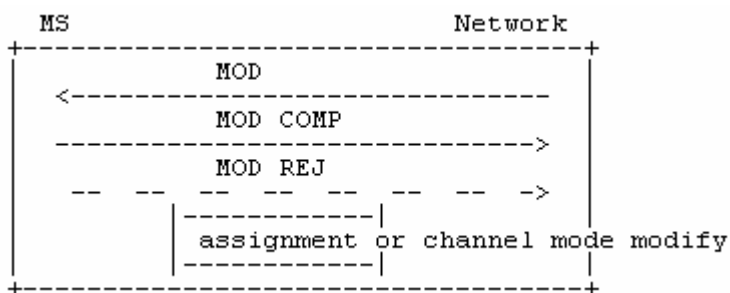 MS Network
MOD
MOD COMP
MOD REJ
assignment or channel mode modify